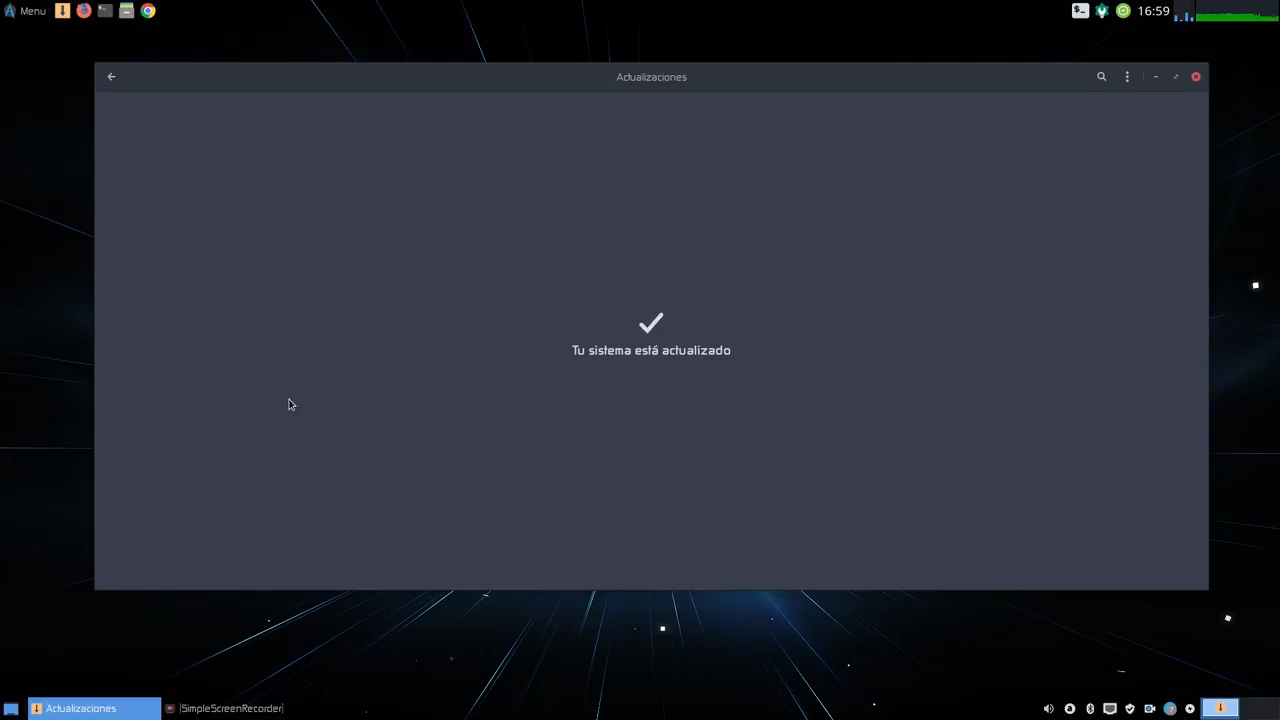 Menu
16:59
Actualizaciones
Tu sistema está actualizado
Actualizaciones
[SimpleScreenRecorder]